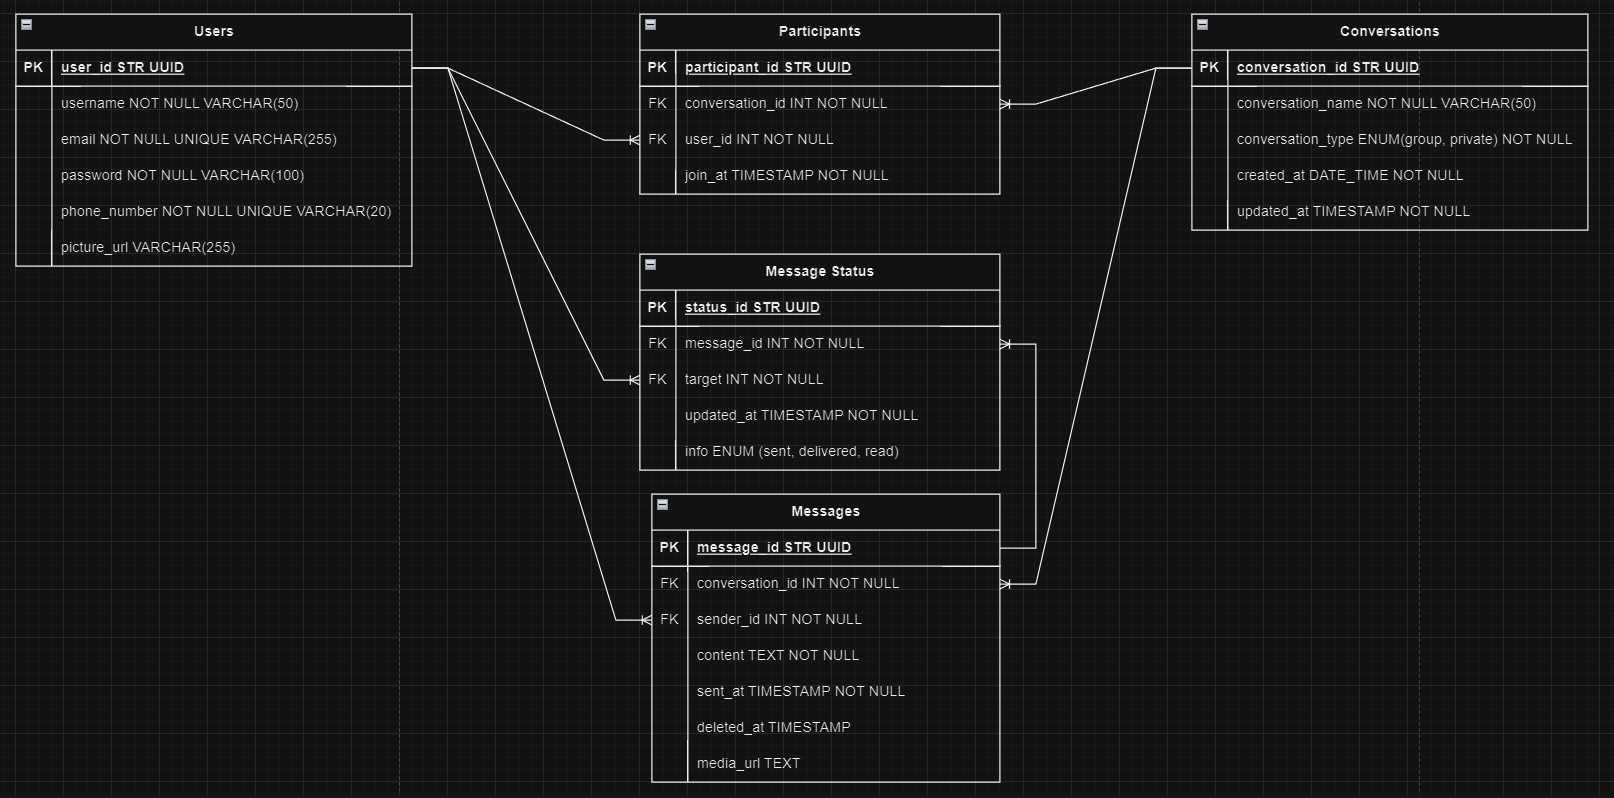 Users
PK user_id STR UUID
username NOT NULL VARCHAR(50)
email NOT NULL UNIQUE VARCHAR(255)
password NOT NULL VARCHAR(100)
phone_number NOT NULL UNIQUE VARCHAR(20)
picture_url VARCHAR(255)
Participants
PK participant_id STR UUID
FK conversation_id INT NOT NULL
FK user_id INT NOT NULL
join_at TIMESTAMP NOT NULL
Conversations
PK conversation_id STR UUID
conversation_name NOT NULL VARCHAR(50)
conversation_type ENUM(group, private) NOT NULL
created_at DATE_TIME NOT NULL
updated_at TIMESTAMP NOT NULL
Message Status
PK status_id STR UUID
FK message_id INT NOT NULL
FK target INT NOT NULL
updated_at TIMESTAMP NOT NULL
info ENUM (sent, delivered, read)
Messages
PK message_id STR UUID
FK conversation_id INT NOT NULL
FK sender_id INT NOT NULL
content TEXT NOT NULL
sent_at TIMESTAMP NOT NULL
deleted_at TIMESTAMP
media_url TEXT